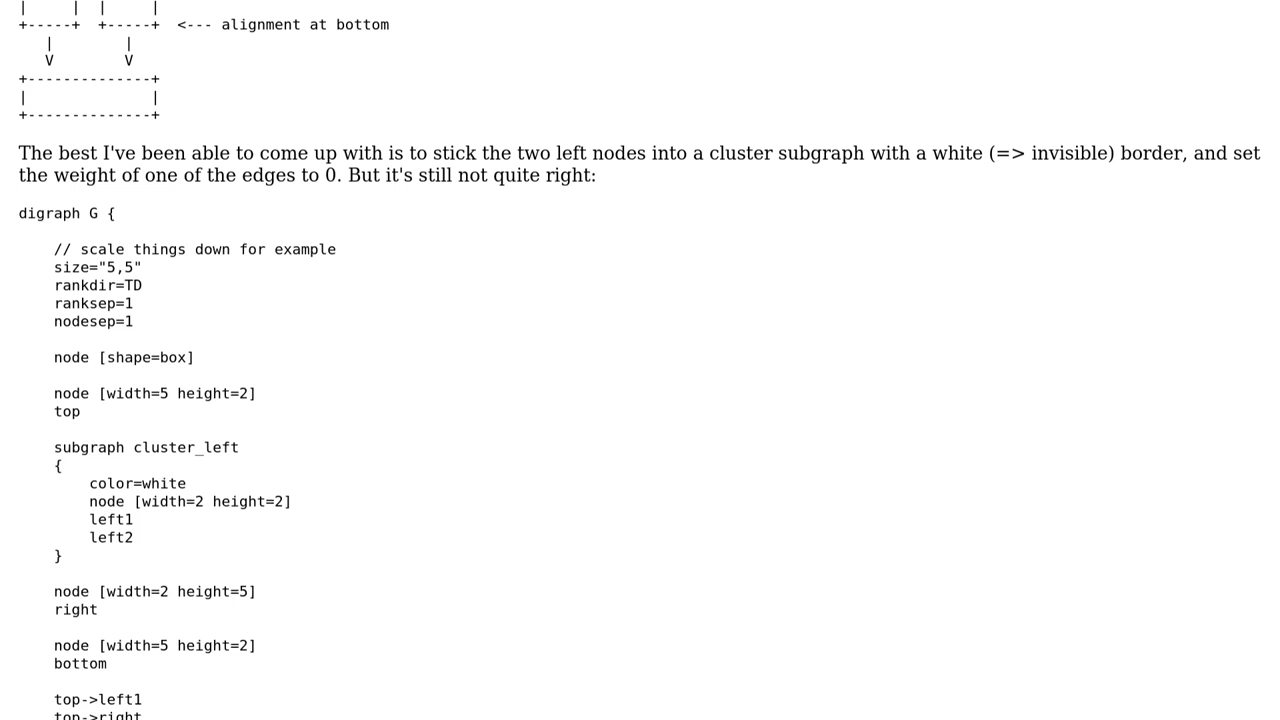 |     |  |     |
+-----+  +-----+  <--- alignment at bottom
   |        |
   V        V
+--------------+
|              |
+--------------+
The best I've been able to come up with is to stick the two left nodes into a cluster subgraph with a white (=> invisible) border, and set
the weight of one of the edges to 0. But it's still not quite right:
digraph G {
    // scale things down for example
    size="5,5"
    rankdir=TD
    ranksep=1
    nodesep=1
    node [shape=box]
    node [width=5 height=2]
    top
    subgraph cluster_left
    {
        color=white
        node [width=2 height=2]
        left1
        left2
    }
    node [width=2 height=5]
    right
    node [width=5 height=2]
    bottom
    top->left1
    top->right